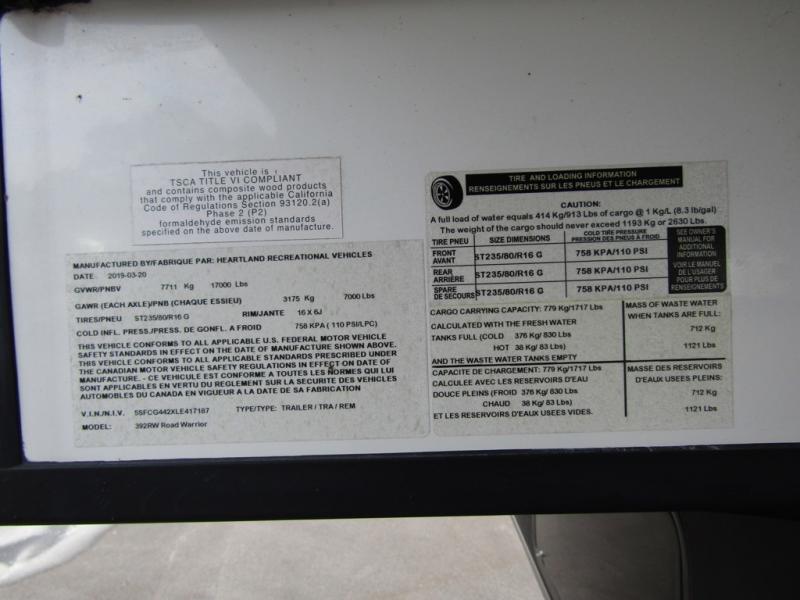 This vehicle is
TSCA TITLE VI COMPLIANT
and contains composite wood products
that comply with the applicable California
Code of Regulations Section 93120.2(a)
Phase 2 (P2)
formaldehyde emission standards
specified on the above date of manufacture.
MANUFACTURED BY/FABRIQUE PAR: HEARTLAND RECREATIONAL VEHICLES
DATE 2019-03-20
GVWR/PNBV 7711 Kg 17000 Lbs
GAWR (EACH AXLE)/PNB (CHAQUE ESSIEU) 3175 Kg 7000 Lbs
TIRES/PNEU ST235/80/R16 G RIM/JANTE 16 X 6J
COLD INFL. PRESS./PRESS. DE GONFL. A FROID 758 KPA ( 110 PSI/LPC)
THIS VEHICLE CONFORMS TO ALL APPLICABLE U.S. FEDERAL MOTOR VEHICLE
SAFETY STANDARDS IN EFFECT ON THE DATE OF MANUFACTURE SHOWN ABOVE.
THIS VEHICLE CONFORMS TO ALL APPLICABLE STANDARDS PRESCRIBED UNDER
THE CANADIAN MOTOR VEHICLE SAFETY REGULATIONS IN EFFECT ON DATE OF
MANUFACTURE. - CE VEHICULE EST CONFORME A TOUTES LES NORMES QUI LUI
SONT APPLICABLES EN VERTU DU REGLEMENT SUR LA SECURITE DES VEHICLES
AUTOMOBILES DU CANADA EN VIGUEUR A LA DATE DE SA FABRICATION
V.I.N./N.I.V. 5SFCG442XLE417187 TYPE/TYPE: TRAILER / TRA / REM
MODEL: 392RW Road Warrior
TIRE AND LOADING INFORMATION
RENSEIGNEMENTS SUR LES PNEUS ET LE CHARGEMENT
CAUTION:
A full load of water equals 414 Kg/913 Lbs of cargo @ 1 Kg/L (8.3 lb/gal)
The weight of the cargo should never exceed 1193 Kg or 2630 Lbs.
TIRE PNEU SIZE DIMENSIONS COLD TIRE PRESSURE
PRESSION DES PNEUS À FROID
FRONT
AVANT ST235/80/R16 G 758 KPA/110 PSI
REAR
ARRIÈRE ST235/80/R16 G 758 KPA/110 PSI
SPARE
DE SECOURS ST235/80/R16 G 758 KPA/110 PSI
SEE OWNER'S
MANUAL FOR
ADDITIONAL
INFORMATION
VOIR LE MANUEL
DE L'USAGER
POUR PLUS DE
RENSEIGNEMENTS
CARGO CARRYING CAPACITY: 779 Kg/1717 Lbs
CALCULATED WITH THE FRESH WATER
TANKS FULL (COLD 376 Kg/ 830 Lbs
HOT 38 Kg/ 83 Lbs)
AND THE WASTE WATER TANKS EMPTY
MASS OF WASTE WATER
WHEN TANKS ARE FULL:
712 Kg
1121 Lbs
CAPACITE DE CHARGEMENT: 779 Kg/1717 Lbs
CALCULEE AVEC LES RESERVOIRS D'EAU
DOUCE PLEINS (FROID 376 Kg/ 830 Lbs
CHAUD 38 Kg/ 83 Lbs)
ET LES RESERVOIRS D'EAUX USEES VIDES.
MASSE DES RESERVOIRS
D'EAUX USEES PLEINS:
712 Kg
1121 Lbs